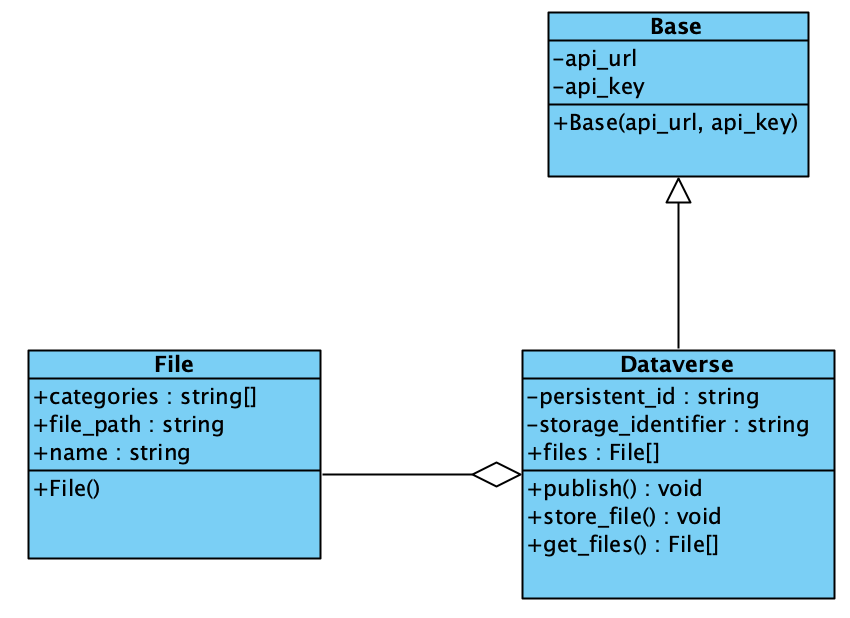 Base
-api_url
-api_key
+Base(api_url, api_key)
File
+categories : string[]
+file_path : string
+name : string
+File()
Dataverse
-persistent_id : string
-storage_identifier : string
+files : File[]
+publish() : void
+store_file() : void
+get_files() : File[]